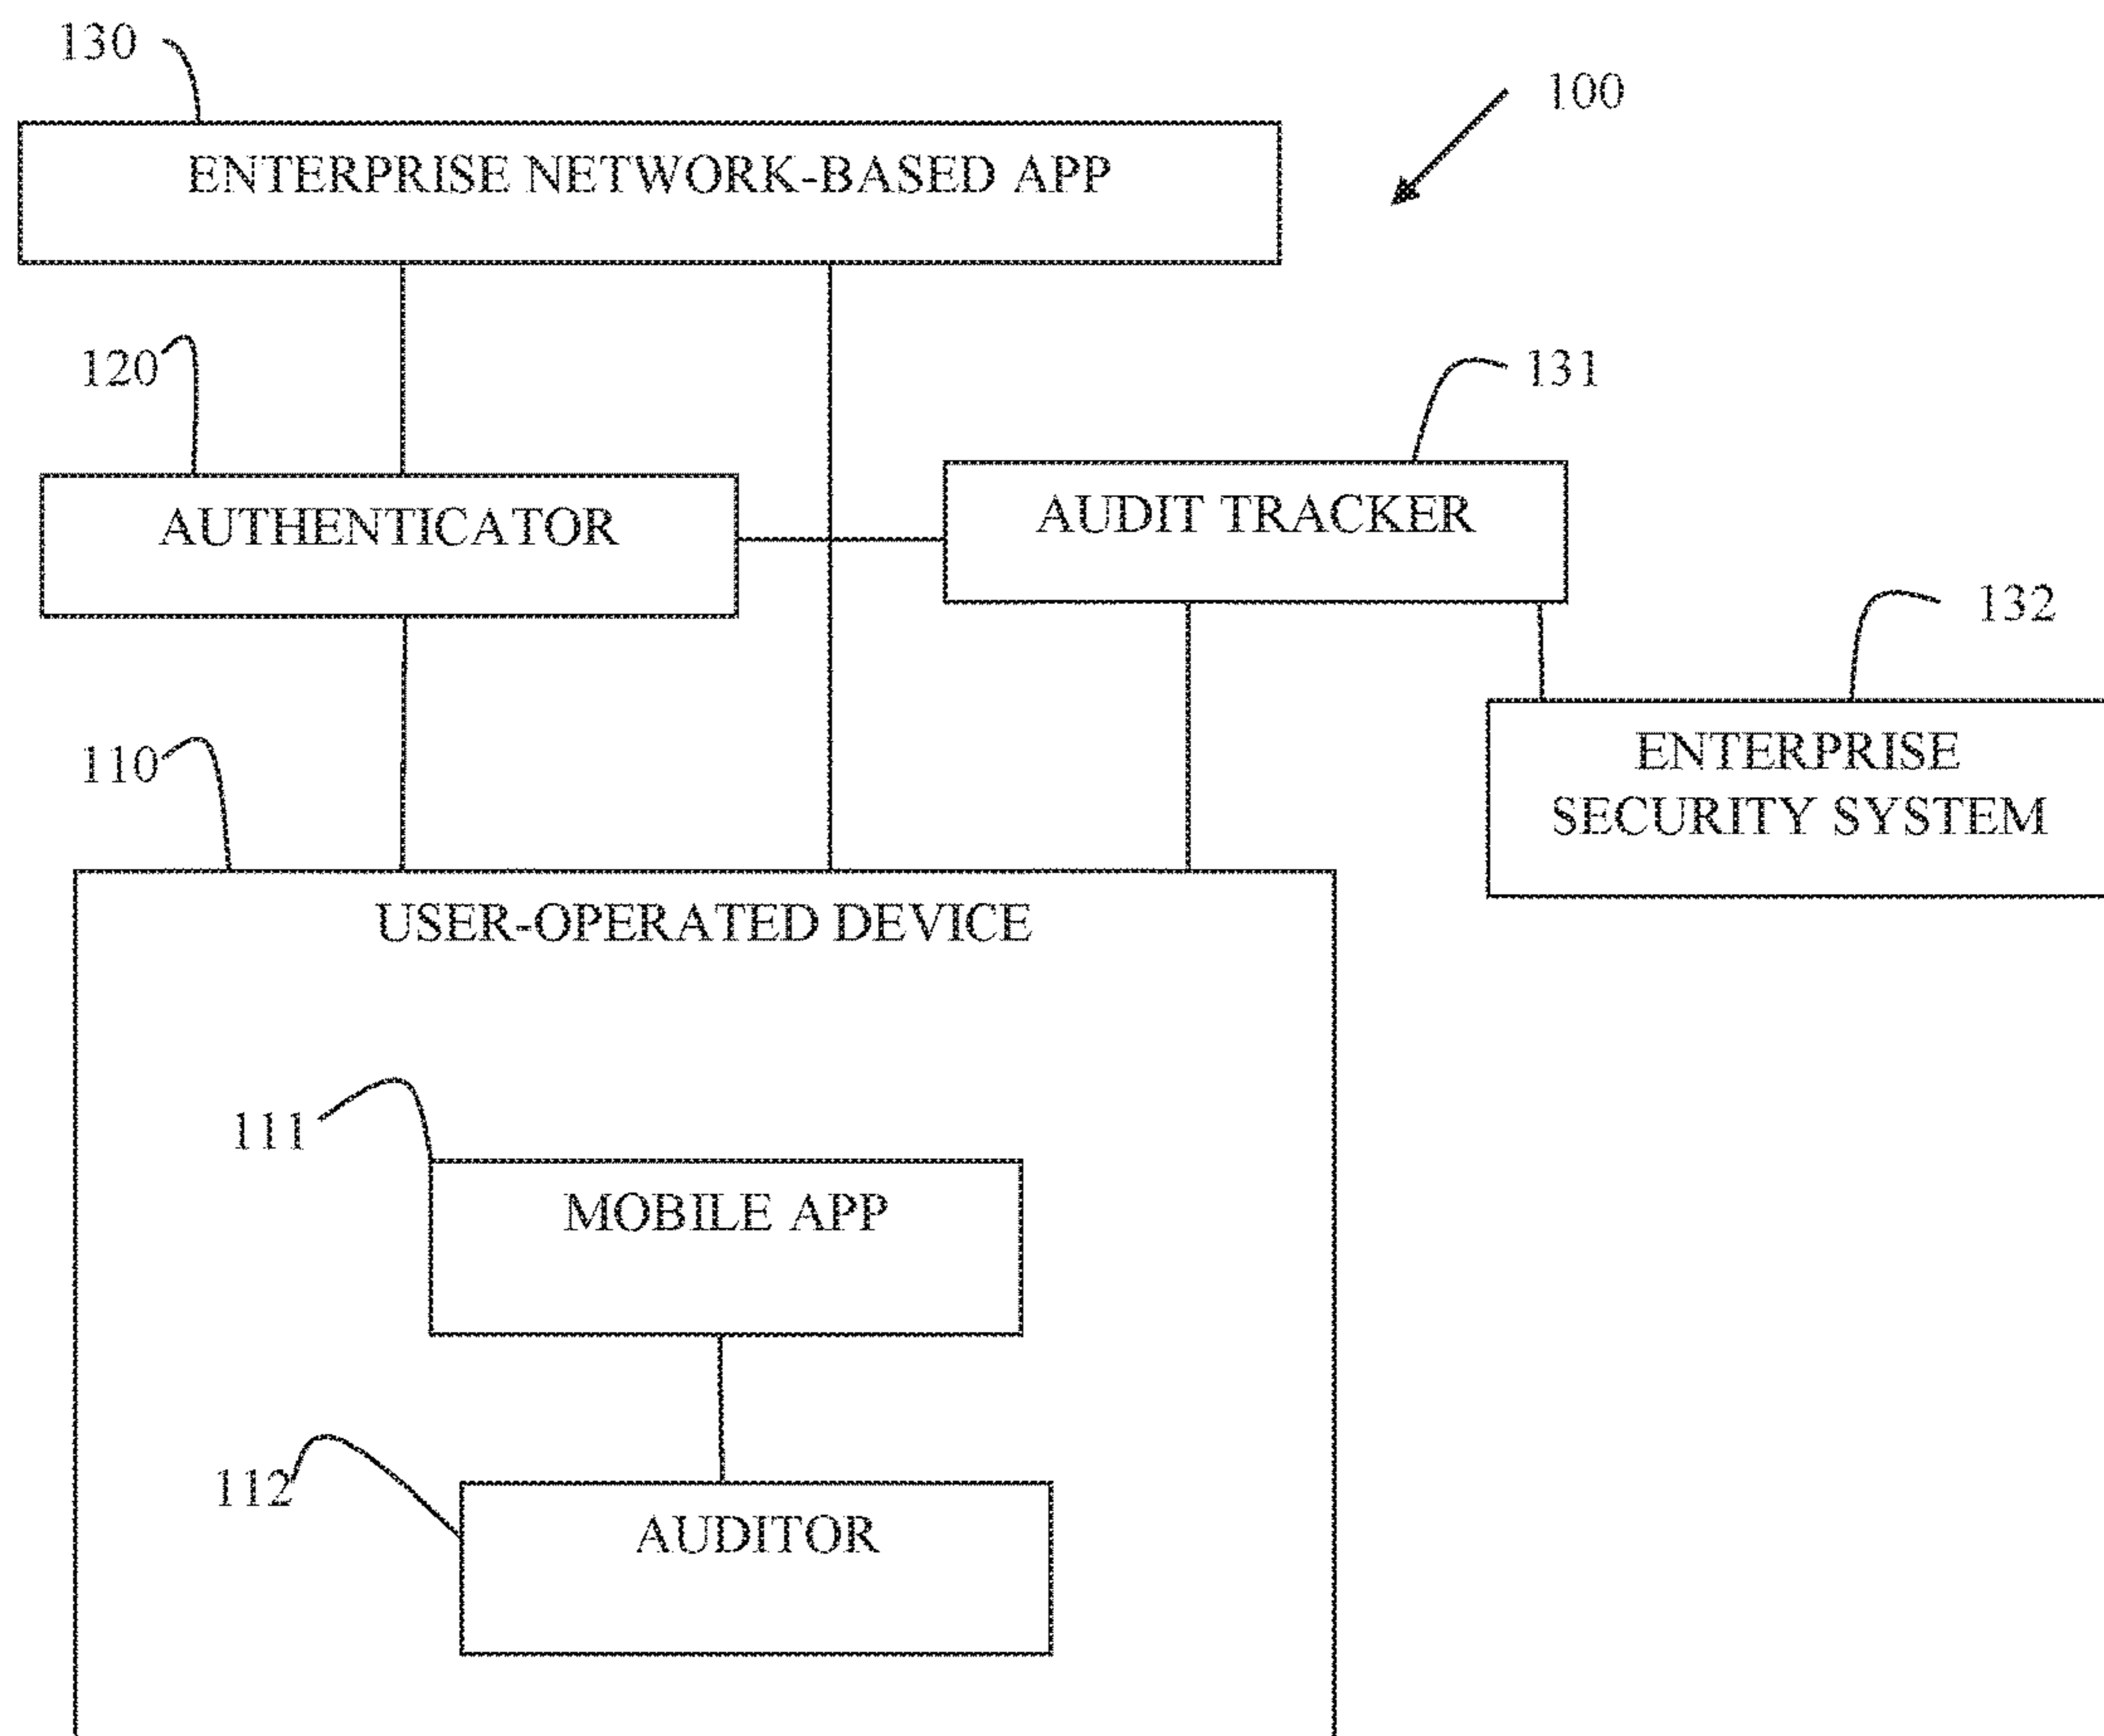 130
100
ENTERPRISE NETWORK-BASED APP
120
131
AUTHENTICATOR
AUDIT TRACKER
132
110
ENTERPRISE
SECURITY SYSTEM
USER-OPERATED DEVICE
111
MOBILE APP
112
AUDITOR